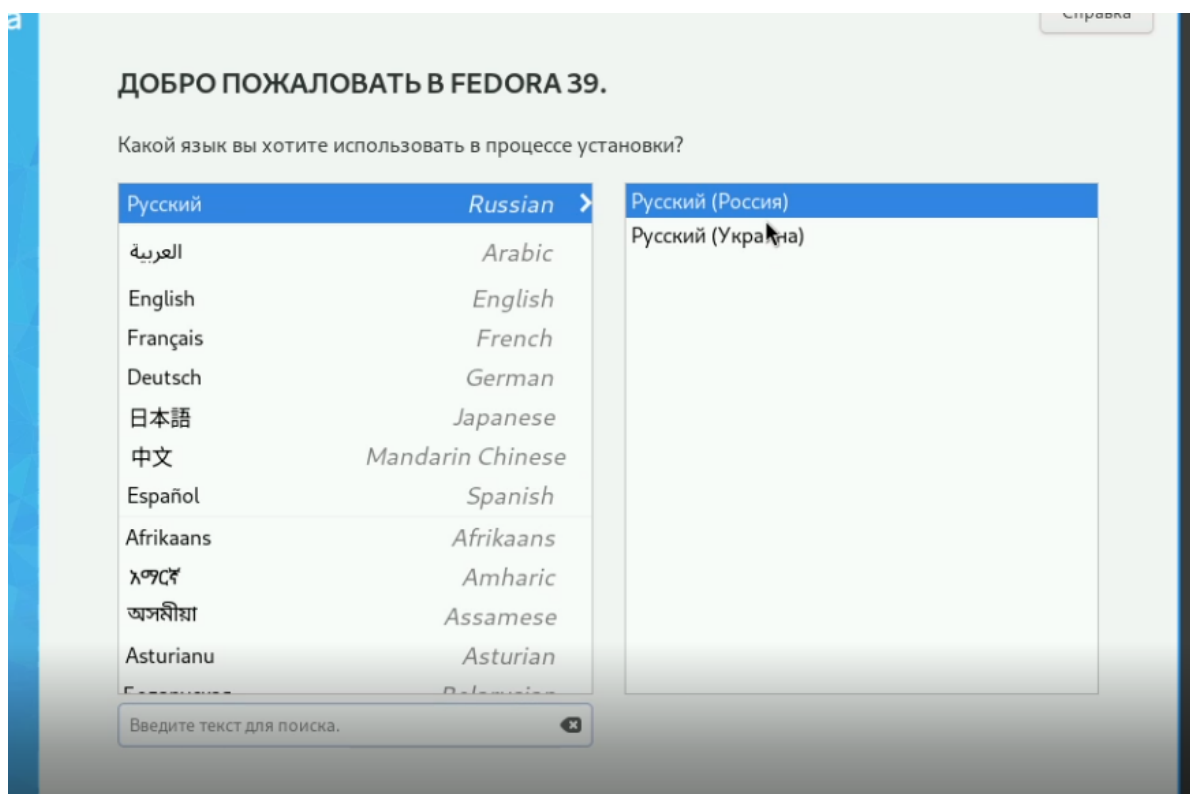 a
Справка
ДОБРО ПОЖАЛОВАТЬ В FEDORA 39.
Какой язык вы хотите использовать в процессе установки?
Русский Russian
Русский (Россия)
العربية Arabic
Русский (Украина)
English English
Français French
Deutsch German
日本語 Japanese
中文 Mandarin Chinese
Español Spanish
Afrikaans Afrikaans
አማርኛ Amharic
অসমীয়া Assamese
Asturianu Asturian
Беларуская Belarusian
Введите текст для поиска.